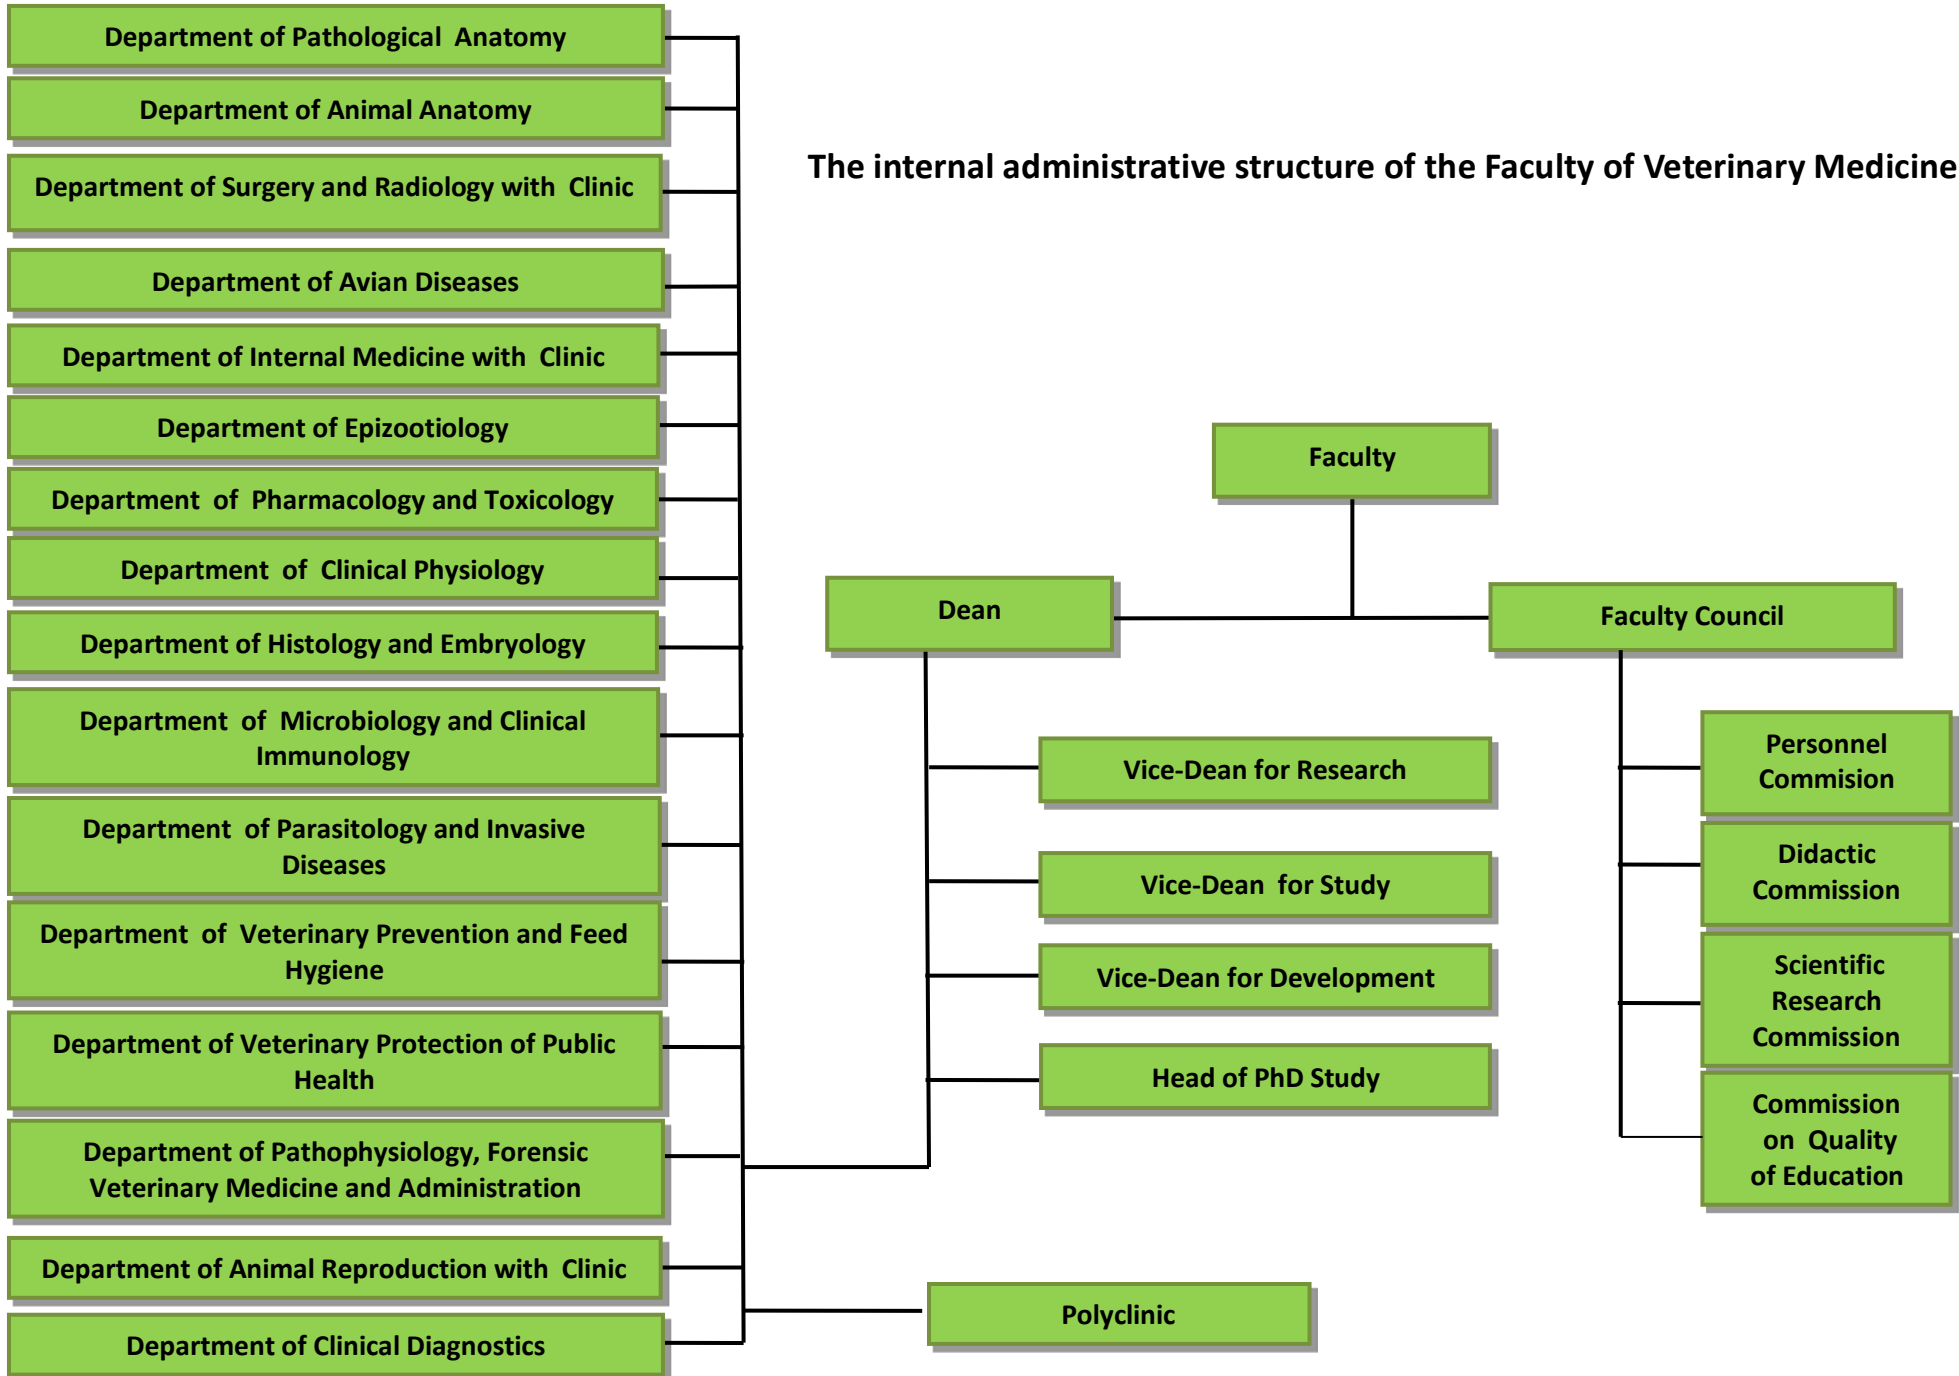 Department of Pathological  Anatomy
Department of Animal Anatomy
Department of Surgery and Radiology with  Clinic
Department of Avian Diseases
Department of Internal Medicine with  Clinic
Department of Epizootiology
Department  of  Pharmacology and Toxicology
Department  of  Clinical Physiology
Department of Histology and Embryology
Department  of  Microbiology and Clinical
Immunology
Department  of Parasitology and Invasive
Diseases
Department  of  Veterinary Prevention and Feed
Hygiene
Department of Veterinary Protection of Public
Health
Department of Pathophysiology, Forensic
Veterinary Medicine and Administration
Department of Animal Reproduction with  Clinic
Department of Clinical Diagnostics
The internal administrative structure of the Faculty of Veterinary Medicine
Faculty
Dean
Faculty Council
Vice-Dean for Research
Vice-Dean  for Study
Vice-Dean for Development
Head of PhD Study
Personnel
Commision
Didactic
Commission
Scientific
Research
Commission
Commission
on  Quality
of Education
Polyclinic